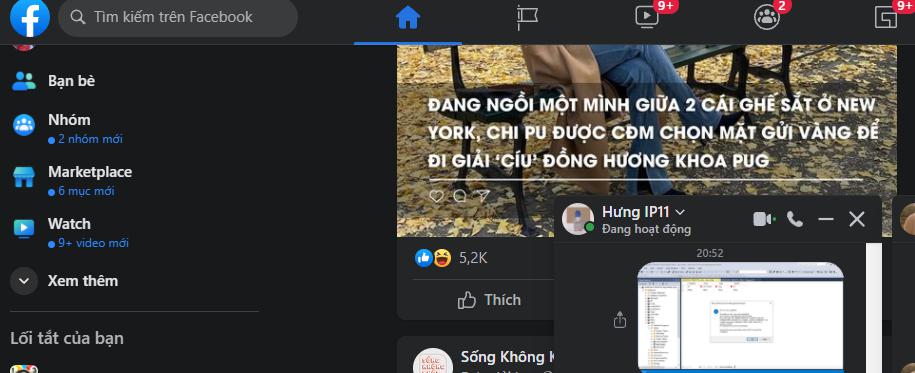 Tìm kiếm trên Facebook
9+
2
9+
Bạn bè
Nhóm
2 nhóm mới
Marketplace
6 mục mới
Watch
9+ video mới
Xem thêm
Lối tắt của bạn
ĐANG NGỒI MỘT MÌNH GIỮA 2 CÁI GHẾ SẮT Ở NEW
YORK, CHI PU ĐƯỢC CĐM CHỌN MẶT GỬI VÀNG ĐỂ
ĐI GIẢI 'CÍU' ĐỒNG HƯƠNG KHOA PUG
5,2K
Thích
SỐNG
KHÔNG
Sống Không
Hưng IP11
Đang hoạt động
20:52